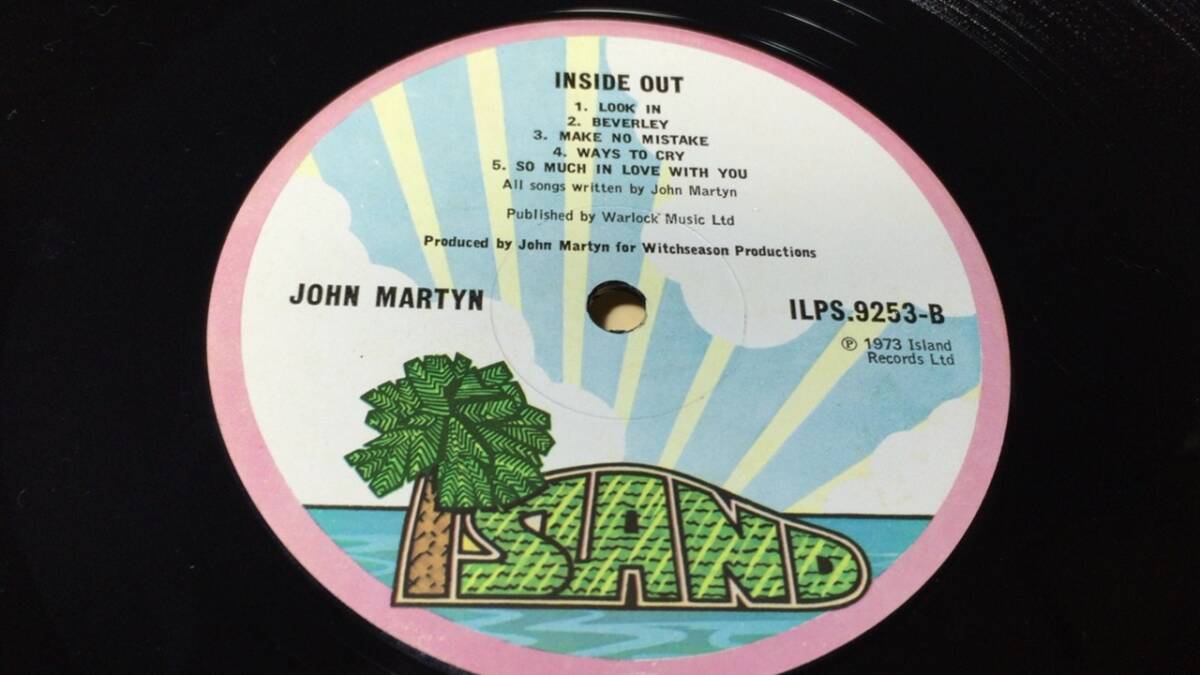 INSIDE OUT
1. LOOK IN
2. BEVERLEY
3. MAKE NO MISTAKE
4. WAYS TO CRY
5. SO MUCH IN LOVE WITH YOU
All songs written by John Martyn
Published by Warlock Music Ltd
Produced by John Martyn for Witchseason Productions
JOHN MARTYN
ILPS.9253-B
℗ 1973 Island
Records Ltd
ISLAND